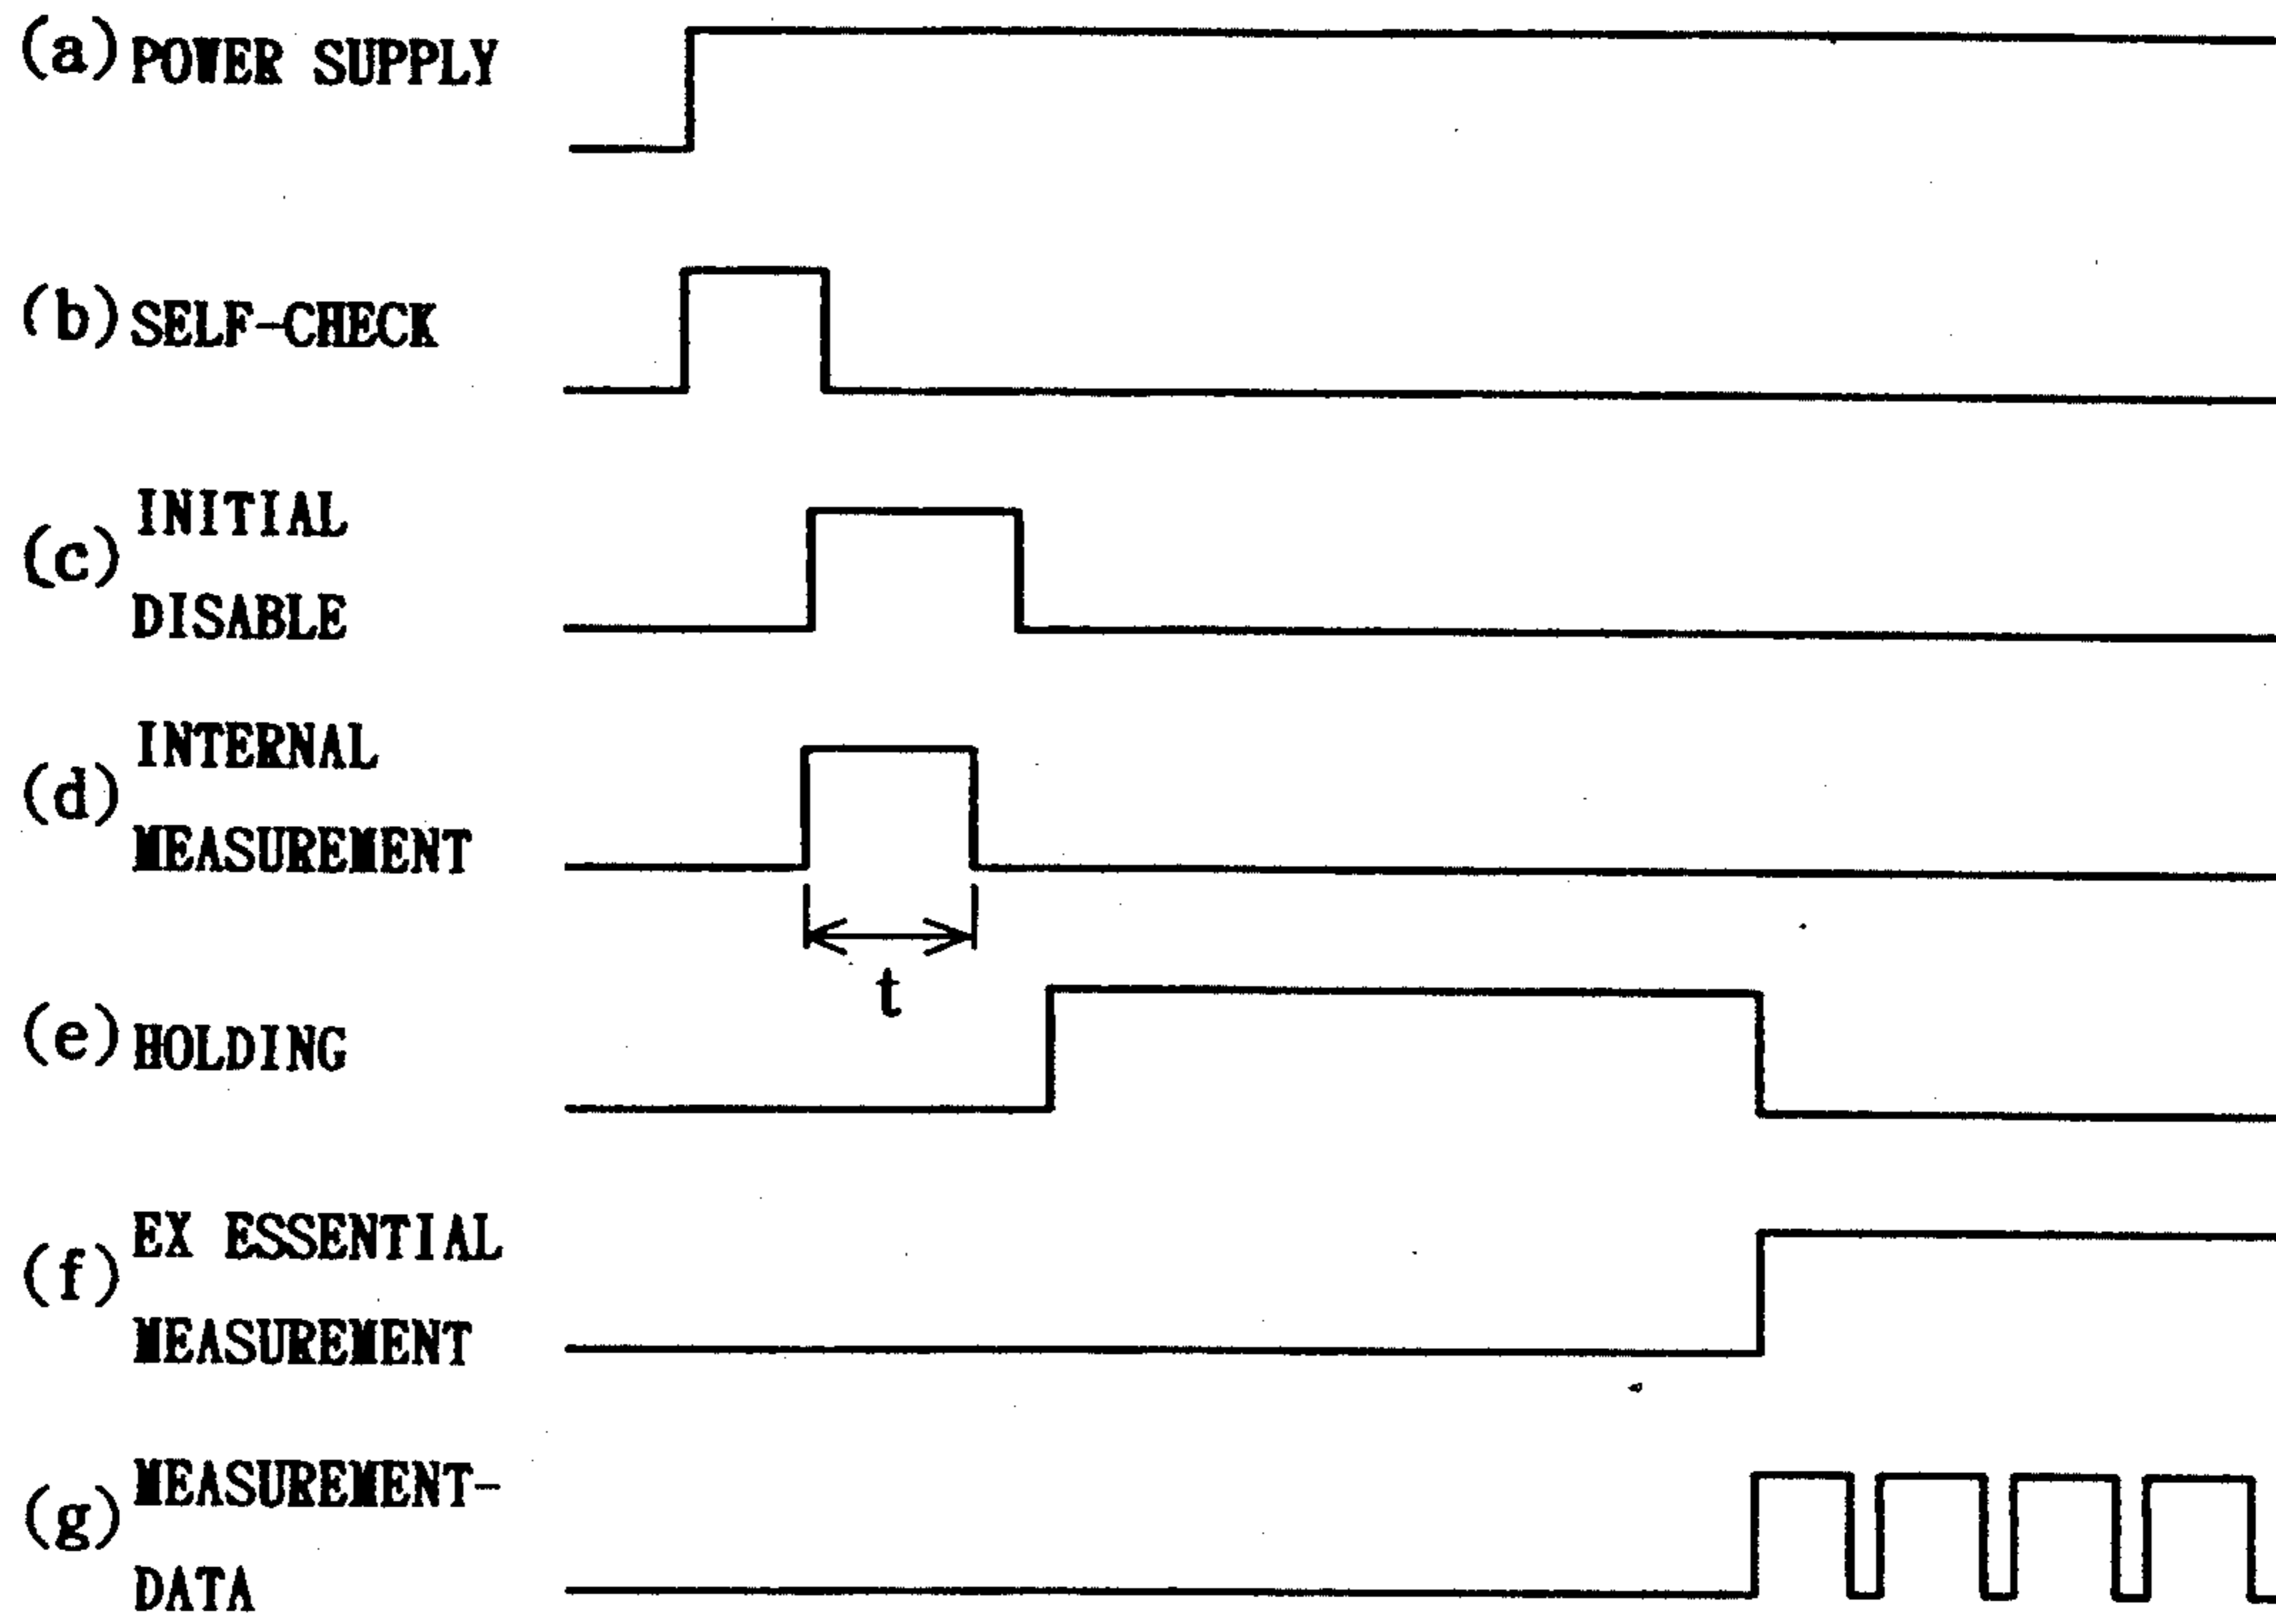 (a) POWER SUPPLY
(b) SELF-CHECK
(c) INITIAL
DISABLE
(d) INTERNAL
MEASUREMENT
t
(e) HOLDING
(f) EX ESSENTIAL
MEASUREMENT
(g) MEASUREMENT-
DATA